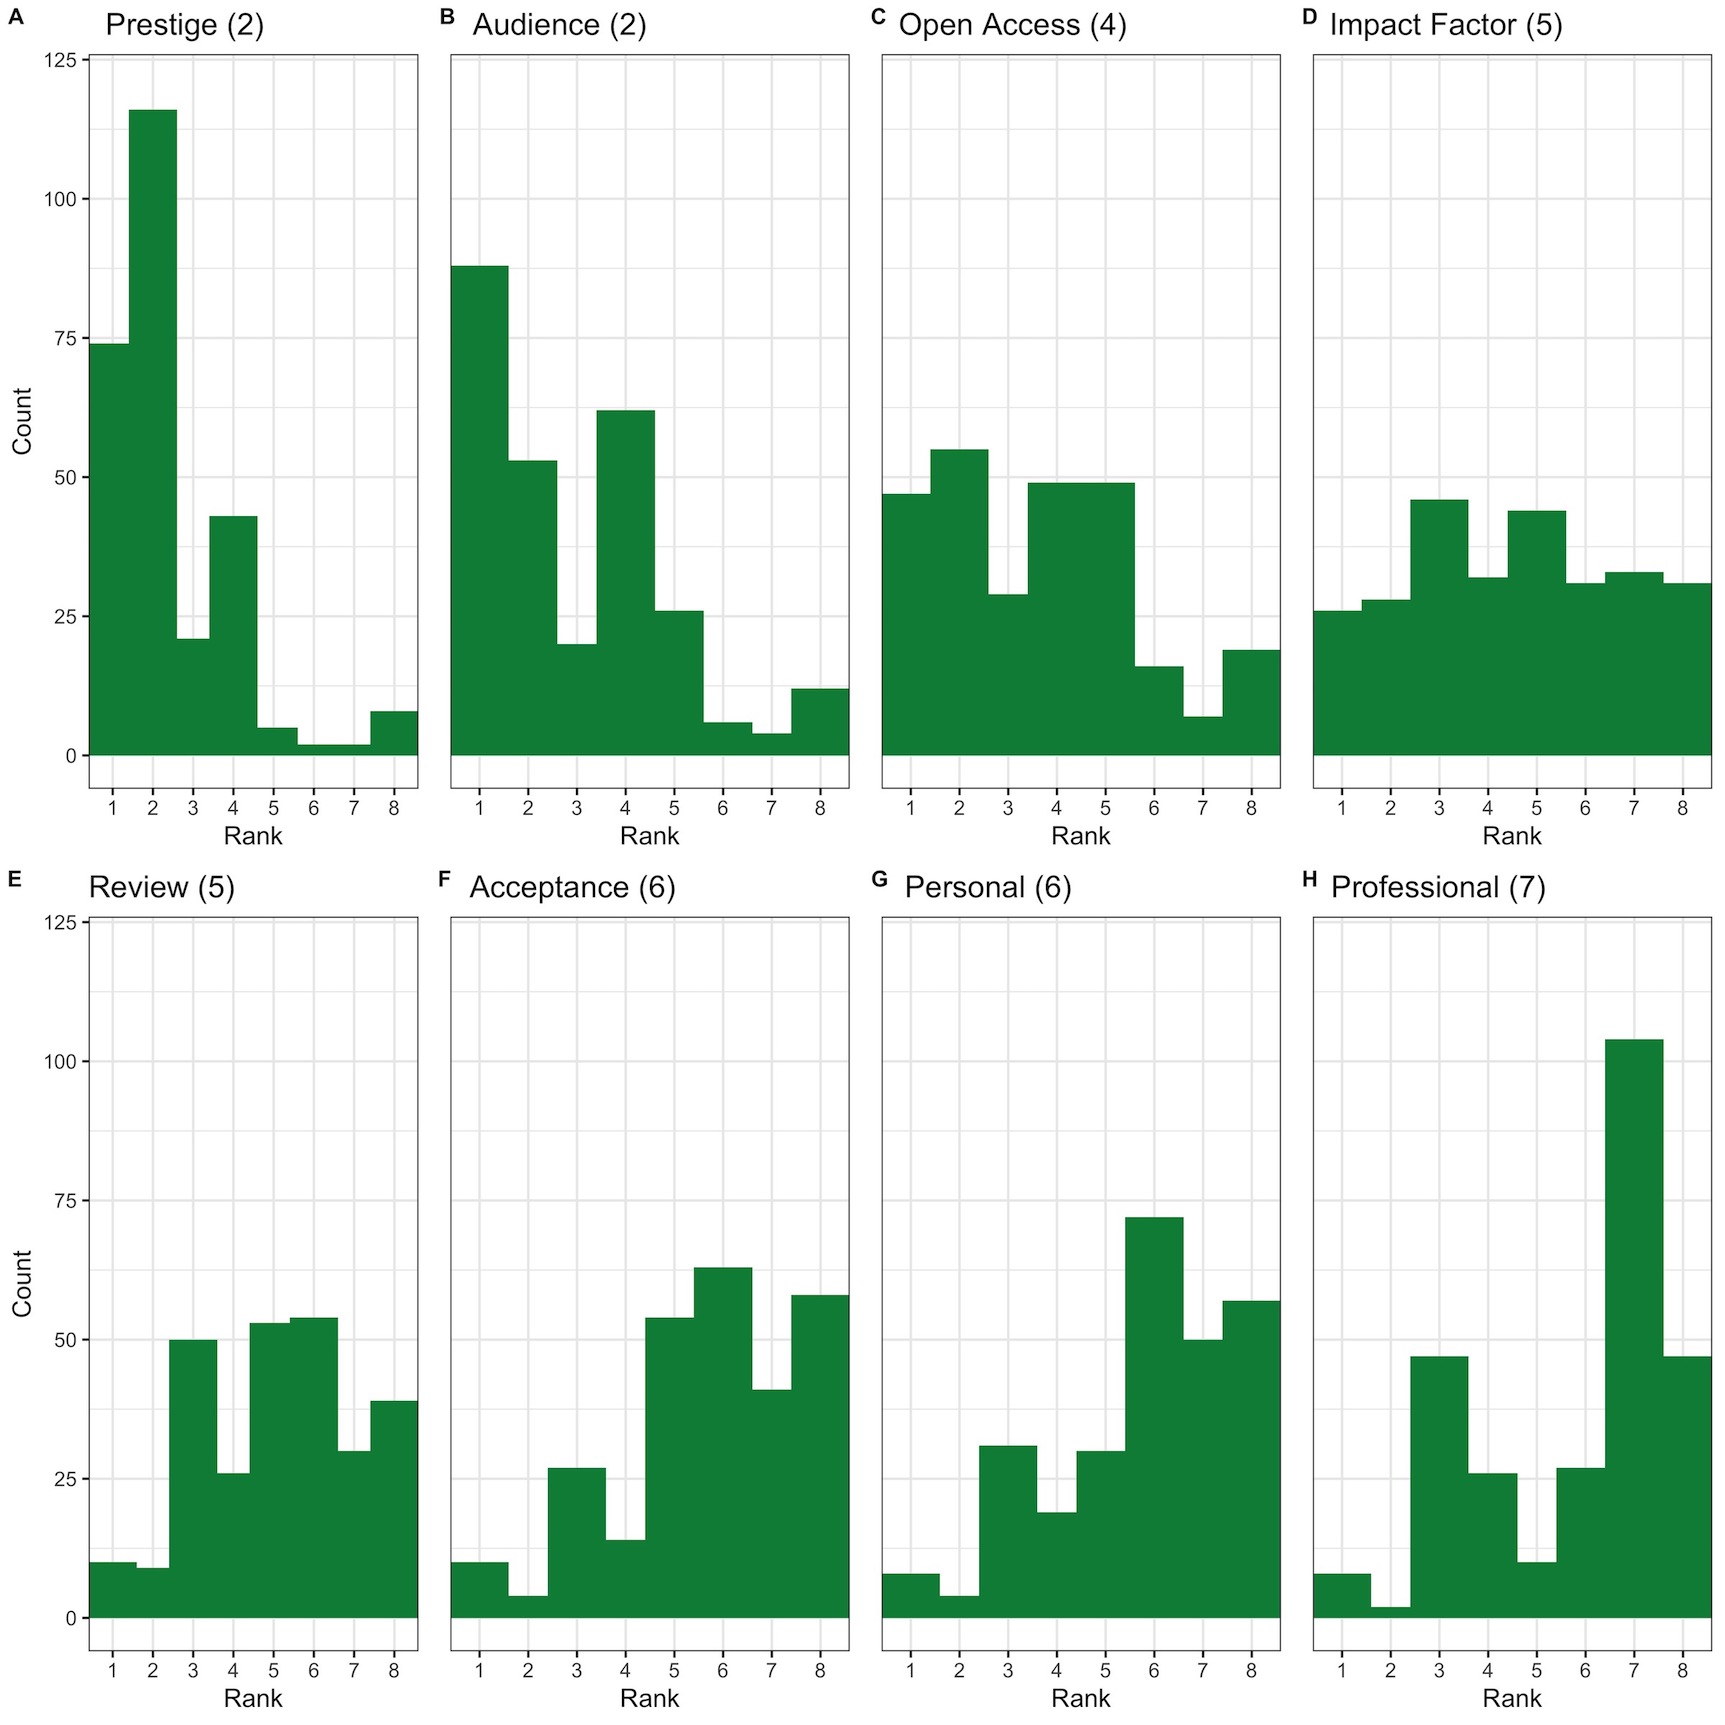 A Prestige (2)
B Audience (2)
C Open Access (4)
D Impact Factor (5)
125
100
75
50
25
0
Count
1 2 3 4 5 6 7 8
Rank
1 2 3 4 5 6 7 8
Rank
1 2 3 4 5 6 7 8
Rank
1 2 3 4 5 6 7 8
Rank
E Review (5)
F Acceptance (6)
G Personal (6)
H Professional (7)
125
100
75
50
25
0
Count
1 2 3 4 5 6 7 8
Rank
1 2 3 4 5 6 7 8
Rank
1 2 3 4 5 6 7 8
Rank
1 2 3 4 5 6 7 8
Rank